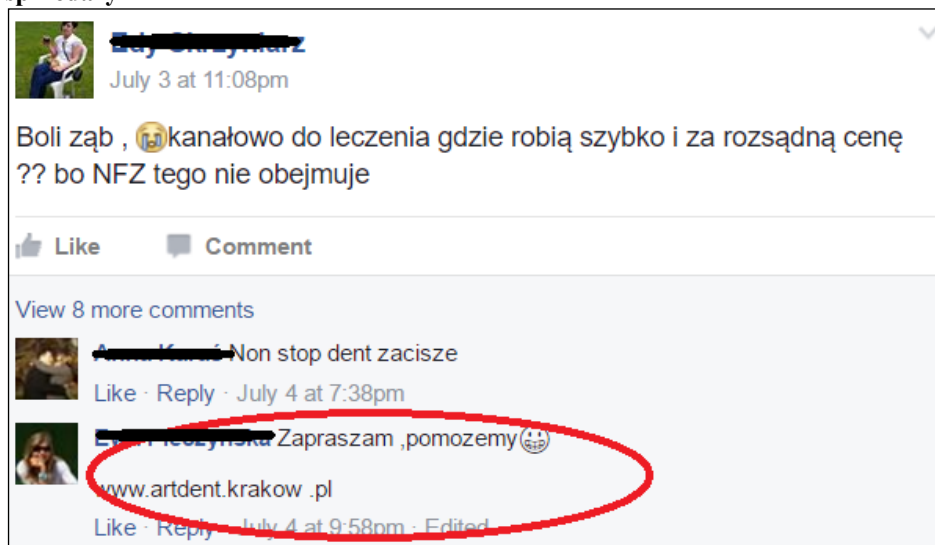 July 3 at 11:08pm
Boli ząb , 😭kanałowo do leczenia gdzie robią szybko i za rozsądną cenę
?? bo NFZ tego nie obejmuje
Like Comment
View 8 more comments
Non stop dent zacisze
Like · Reply · July 4 at 7:38pm
Zapraszam ,pomozemy😀
www.artdent.krakow .pl
Like · Reply · July 4 at 9:58pm · Edited